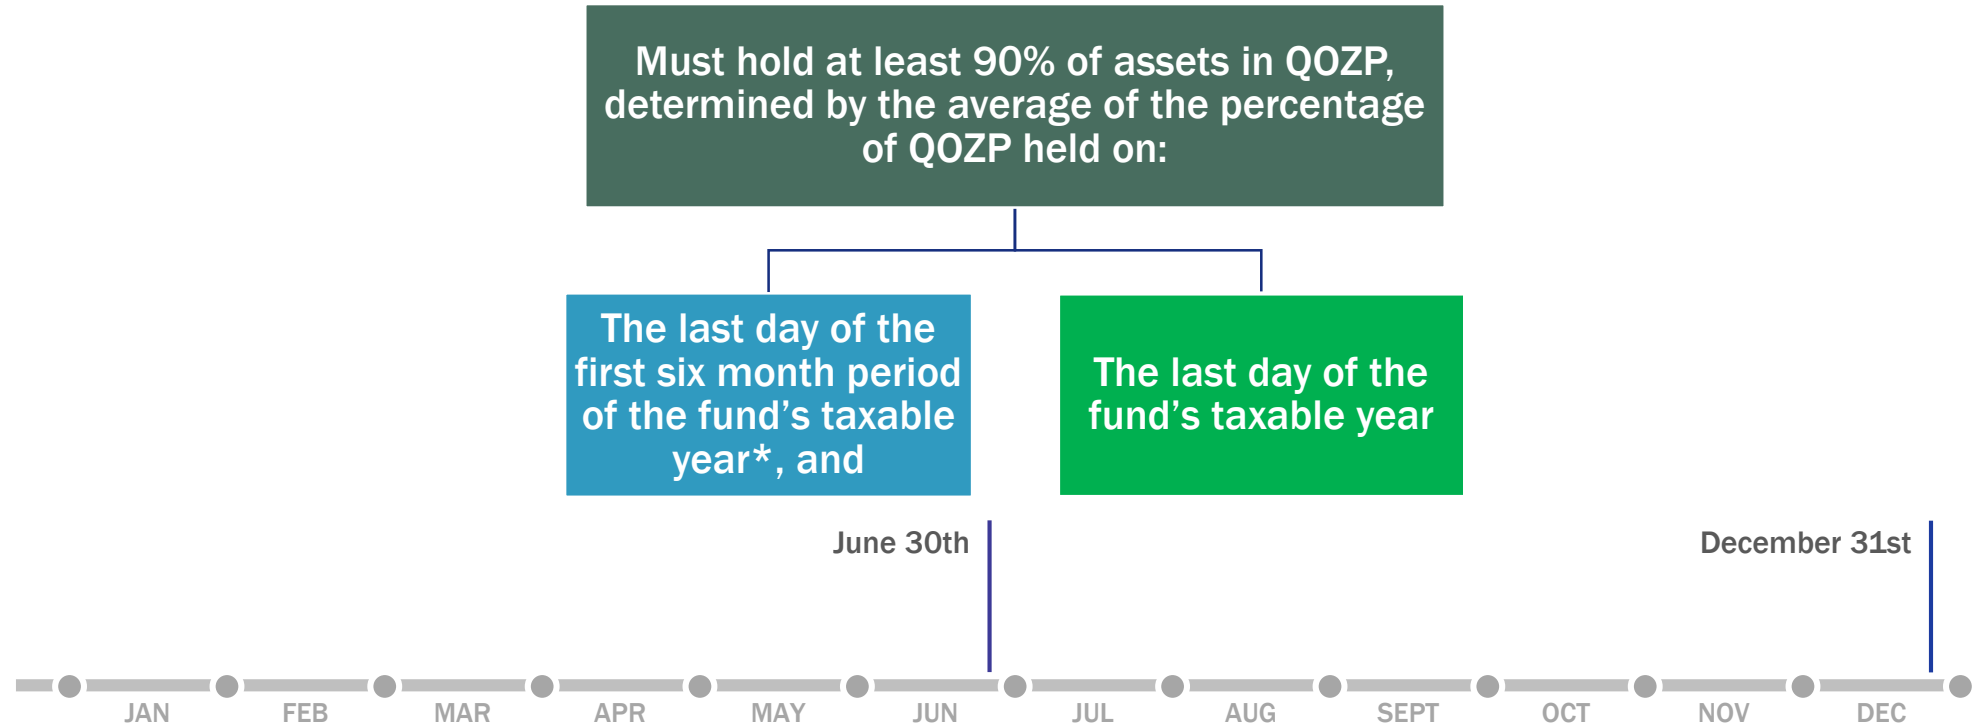 Must hold at least 90% of assets in QOZP,
determined by the average of the percentage
of QOZP held on:
The last day of the
first six month period
of the fund’s taxable
year*, and
The last day of the
fund’s taxable year
June 30th
December 31st
JAN FEB MAR APR MAY JUN JUL AUG SEPT OCT NOV DEC